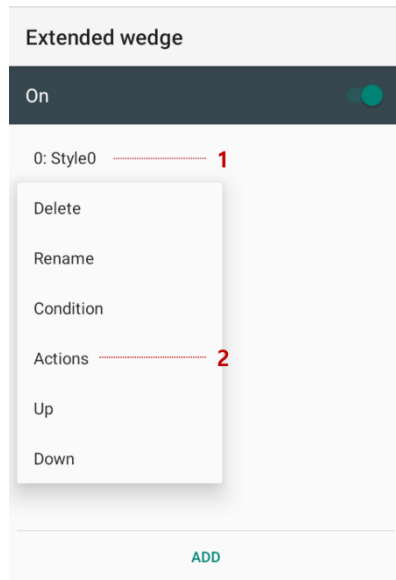 Extended wedge
On
0: Style0 1
Delete
Rename
Condition
Actions 2
Up
Down
ADD